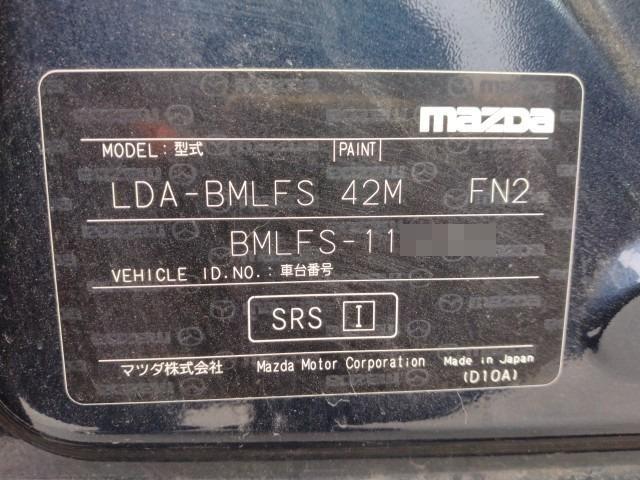 mazda
MODEL: 型式 |PAINT|
LDA-BMLFS 42M FN2
BMLFS-11
VEHICLE ID.NO.: 車台番号
SRS I
マツダ株式会社 Mazda Motor Corporation Made in Japan
(D10A)